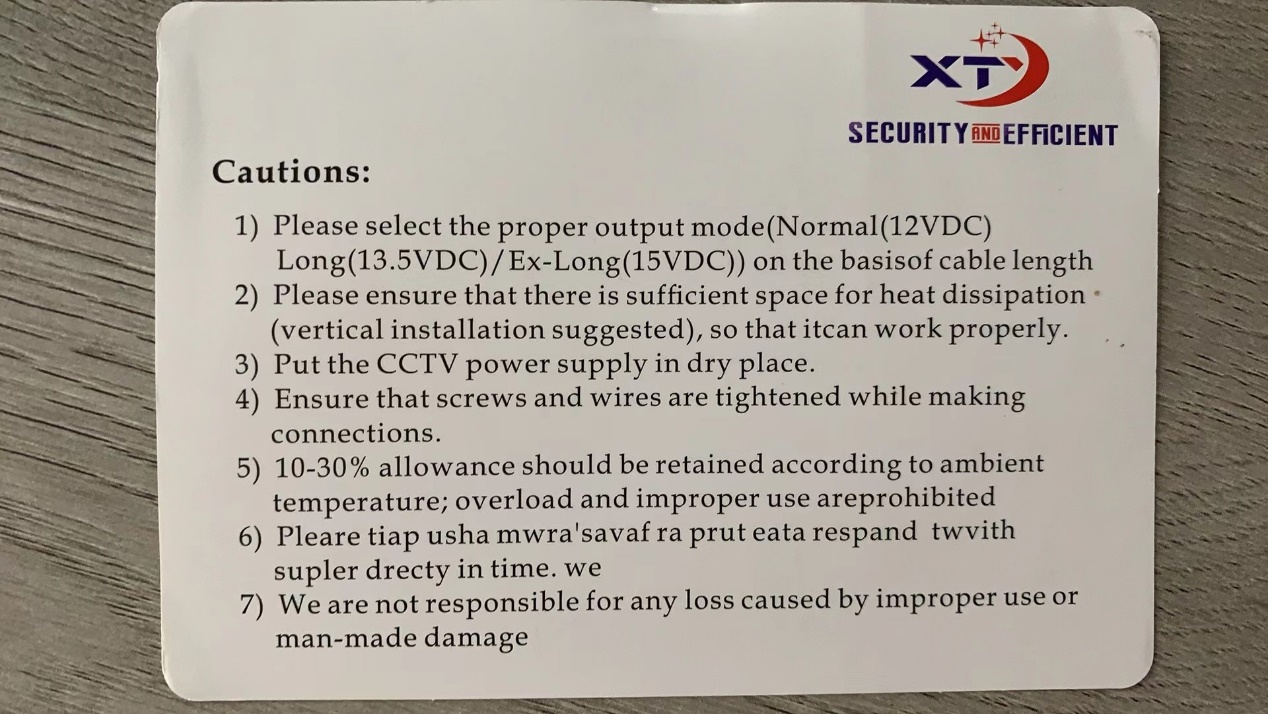 XTY
SECURITY AND EFFiCIENT
Cautions:
1) Please select the proper output mode(Normal(12VDC)
Long(13.5VDC)/Ex-Long(15VDC)) on the basisof cable length
2) Please ensure that there is sufficient space for heat dissipation
(vertical installation suggested), so that itcan work properly.
3) Put the CCTV power supply in dry place.
4) Ensure that screws and wires are tightened while making
connections.
5) 10-30% allowance should be retained according to ambient
temperature; overload and improper use areprohibited
6) Pleare tiap usha mwra'savaf ra prut eata respand twvith
supler drecty in time. we
7) We are not responsible for any loss caused by improper use or
man-made damage